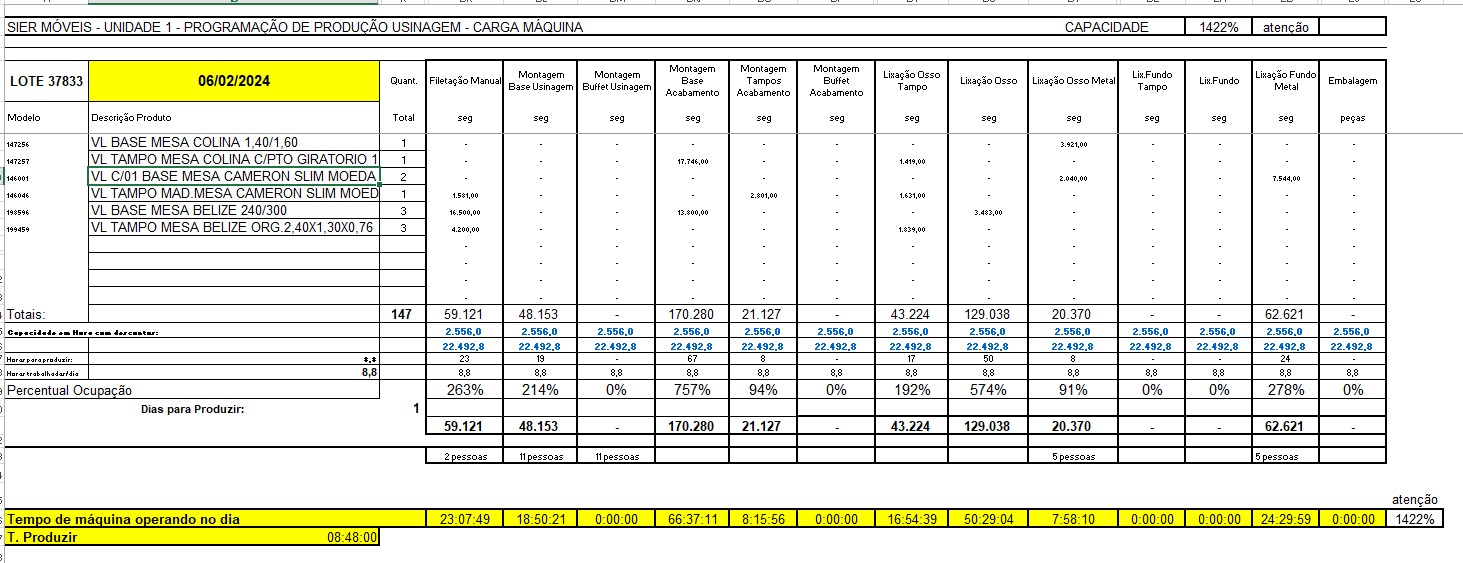 SIER MÓVEIS - UNIDADE 1 - PROGRAMAÇÃO DE PRODUÇÃO USINAGEM - CARGA MÁQUINA CAPACIDADE 1422% atenção
LOTE 37833 06/02/2024 Quant. Filetação Manual Montagem Base Usinagem Montagem Buffet Usinagem Montagem Base Acabamento Montagem Tampos Acabamento Montagem Buffet Acabamento Lixação Osso Tampo Lixação Osso Lixação Osso Metal Lix.Fundo Tampo Lix.Fundo Lixação Fundo Metal Embalagem
Modelo Descrição Produto Total seg seg seg seg seg seg seg seg seg seg seg seg peças
147256 VL BASE MESA COLINA 1,40/1,60 1 - - - - - - - - 3.921,00 - - - -
147257 VL TAMPO MESA COLINA C/PTO GIRATORIO 1 1 - - - 17.746,00 - - 1.419,00 - - - - - -
146001 VL C/01 BASE MESA CAMERON SLIM MOEDA 2 - - - - - - - - 2.040,00 - - 7.544,00 -
146046 VL TAMPO MAD.MESA CAMERON SLIM MOED 1 1.581,00 - - - 2.801,00 - 1.631,00 - - - - - -
198596 VL BASE MESA BELIZE 240/300 3 16.500,00 - - 13.800,00 - - - 3.483,00 - - - - -
199459 VL TAMPO MESA BELIZE ORG.2,40X1,30X0,76 3 4.200,00 - - - - - 1.839,00 - - - - - -
- - - - - - - - - - - - -
- - - - - - - - - - - - -
- - - - - - - - - - - - -
- - - - - - - - - - - - -
Totais: 147 59.121 48.153 - 170.280 21.127 - 43.224 129.038 20.370 - - 62.621 -
Capacidade em Hora com descontos: 2.556,0 2.556,0 2.556,0 2.556,0 2.556,0 2.556,0 2.556,0 2.556,0 2.556,0 2.556,0 2.556,0 2.556,0 2.556,0
22.492,8 22.492,8 22.492,8 22.492,8 22.492,8 22.492,8 22.492,8 22.492,8 22.492,8 22.492,8 22.492,8 22.492,8 22.492,8
Horas para produzir: 8,8 23 19 - 67 8 - 17 50 8 - - 24 -
Horas trabalhadas/dia 8,8 8,8 8,8 8,8 8,8 8,8 8,8 8,8 8,8 8,8 8,8 8,8 8,8 8,8
Percentual Ocupação 263% 214% 0% 757% 94% 0% 192% 574% 91% 0% 0% 278% 0%
Dias para Produzir: 1
59.121 48.153 - 170.280 21.127 - 43.224 129.038 20.370 - - 62.621 -
2 pessoas 11 pessoas 11 pessoas 5 pessoas 5 pessoas
atenção
Tempo de máquina operando no dia 23:07:49 18:50:21 0:00:00 66:37:11 8:15:56 0:00:00 16:54:39 50:29:04 7:58:10 0:00:00 0:00:00 24:29:59 0:00:00 1422%
T. Produzir 08:48:00